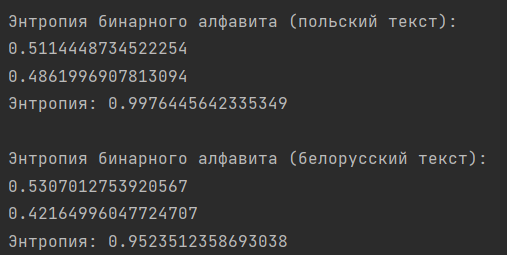 Энтропия бинарного алфавита (польский текст):
0.5114448734522254
0.4861996907813094
Энтропия: 0.9976445642335349
Энтропия бинарного алфавита (белорусский текст):
0.5307012753920567
0.42164996047724707
Энтропия: 0.9523512358693038